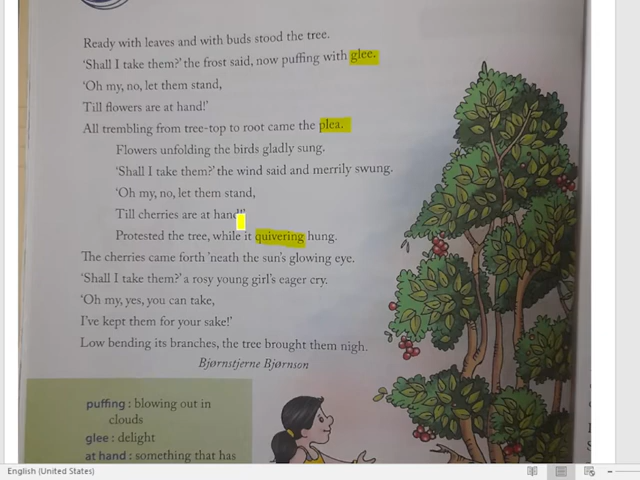 Ready with leaves and with buds stood the tree.
'Shall I take them?' the frost said, now puffing with glee.
'Oh my, no, let them stand,
Till flowers are at hand!'
All trembling from tree-top to root came the plea.
Flowers unfolding the birds gladly sung.
'Shall I take them?' the wind said and merrily swung.
'Oh my, no, let them stand,
Till cherries are at hand!'
Protested the tree, while it quivering hung.
The cherries came forth 'neath the sun's glowing eye.
'Shall I take them?' a rosy young girl's eager cry.
'Oh my, yes, you can take,
I've kept them for your sake!'
Low bending its branches, the tree brought them nigh.
Bjørnstjerne Bjørnson
puffing : blowing out in
clouds
glee : delight
at hand : something that has
English (United States)